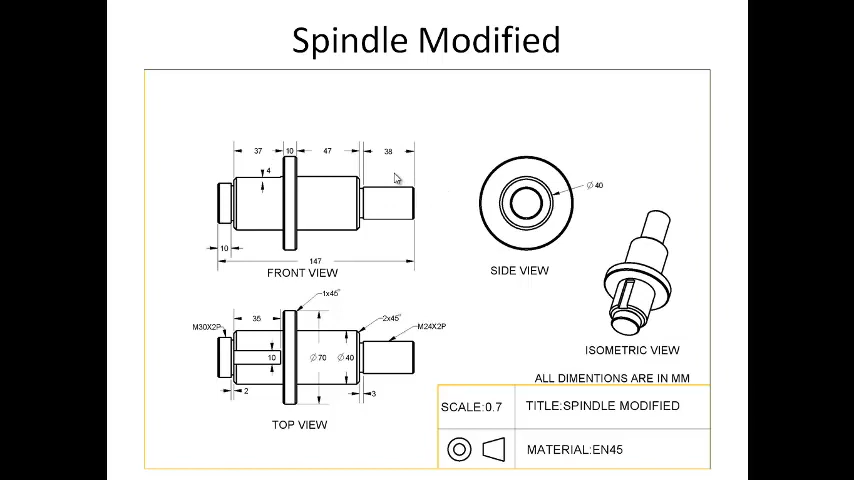 Spindle Modified
37
10
47
38
4
10
147
FRONT VIEW
Ø 40
SIDE VIEW
1x45°
35
2x45°
M30X2P
M24X2P
10
Ø70
Ø40
2
3
TOP VIEW
ISOMETRIC VIEW
ALL DIMENTIONS ARE IN MM
SCALE:0.7
TITLE:SPINDLE MODIFIED
MATERIAL:EN45